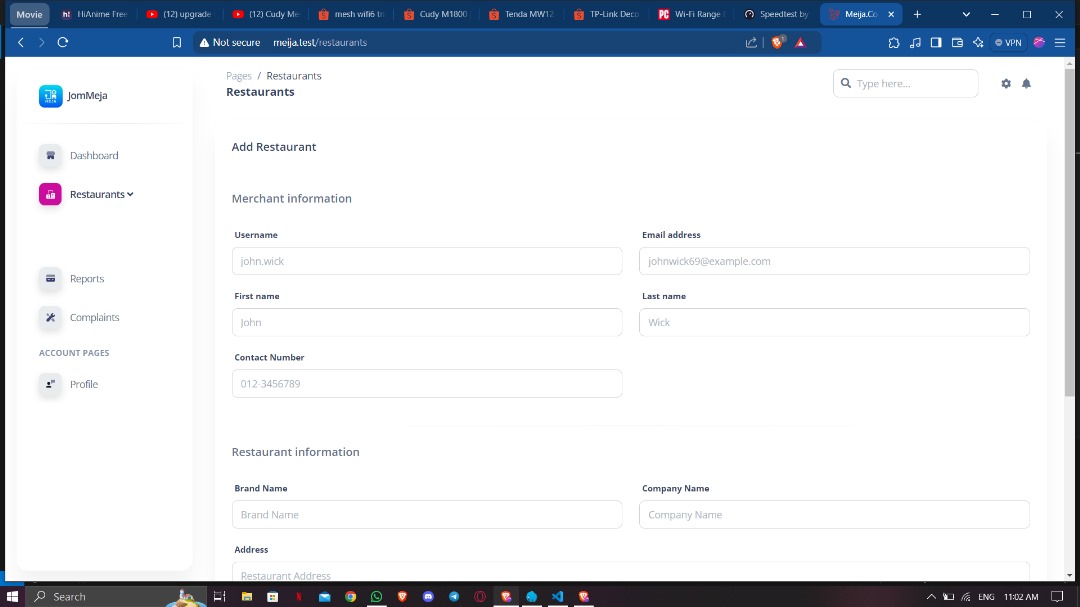 Movie
HiAnime Free
(12) upgrade
(12) Cudy Me
mesh wifi6 tri
Cudy M1800
Tenda MW12
TP-Link Deco
Wi-Fi Range
Speedtest by
Meija.Co
Not secure meija.test/restaurants
VPN
JomMeja
Dashboard
Restaurants
Reports
Complaints
ACCOUNT PAGES
Profile
Pages / Restaurants
Restaurants
Type here...
Add Restaurant
Merchant information
Username
Email address
john.wick
johnwick69@example.com
First name
Last name
John
Wick
Contact Number
012-3456789
Restaurant information
Brand Name
Company Name
Brand Name
Company Name
Address
Restaurant Address
Search
ENG
11:02 AM